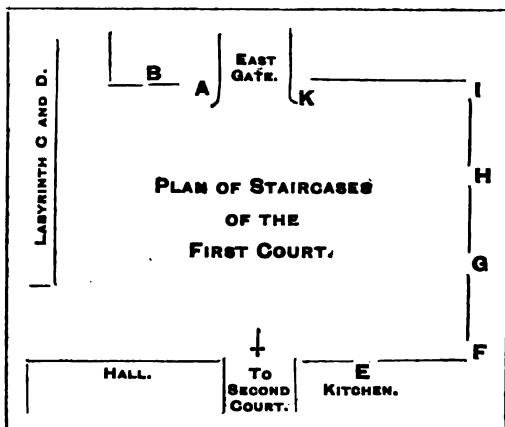 EAST
GATE.
B
A
K
I
LABYRINTH C AND D.
H
PLAN OF STAIRCASES
OF THE
FIRST COURT.
G
F
HALL.
TO
SECOND
COURT.
E
KITCHEN.